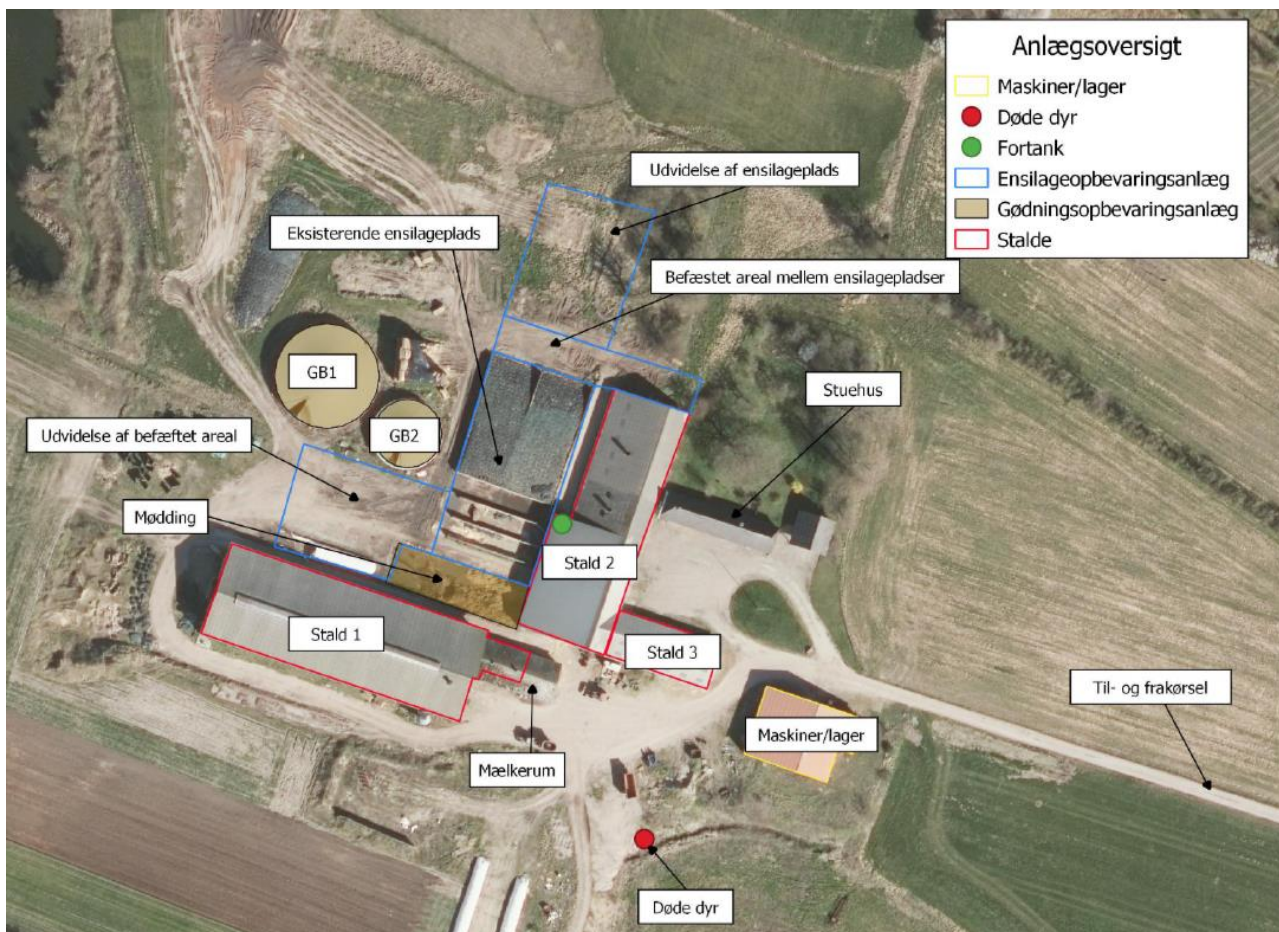 Anlægsoversigt
Maskiner/lager
Døde dyr
Fortank
Ensilageopbevaringsanlæg
Gødningsopbevaringsanlæg
Stalde
Udvidelse af ensilageplads
Eksisterende ensilageplads
Befæstet areal mellem ensilagepladser
GB1
Stuehus
GB2
Udvidelse af befæftet areal
Mødding
Stald 2
Stald 1
Stald 3
Til- og frakørsel
Maskiner/lager
Mælkerum
Døde dyr